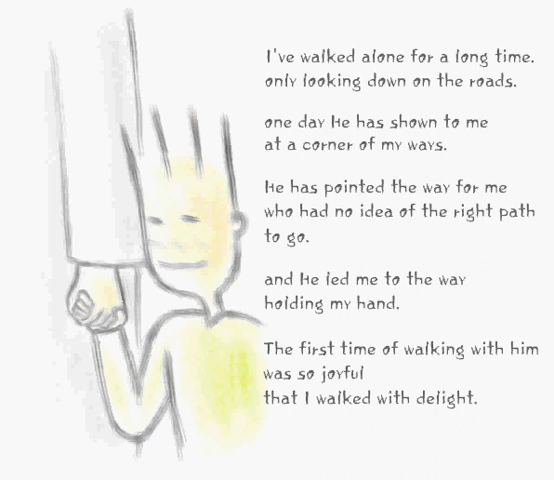 I've walked alone for a long time.
only looking down on the roads.
one day He has shown to me
at a corner of my ways.
He has pointed the way for me
who had no idea of the right path
to go.
and He led me to the way
holding my hand.
The first time of walking with him
was so joyful
that I walked with delight.